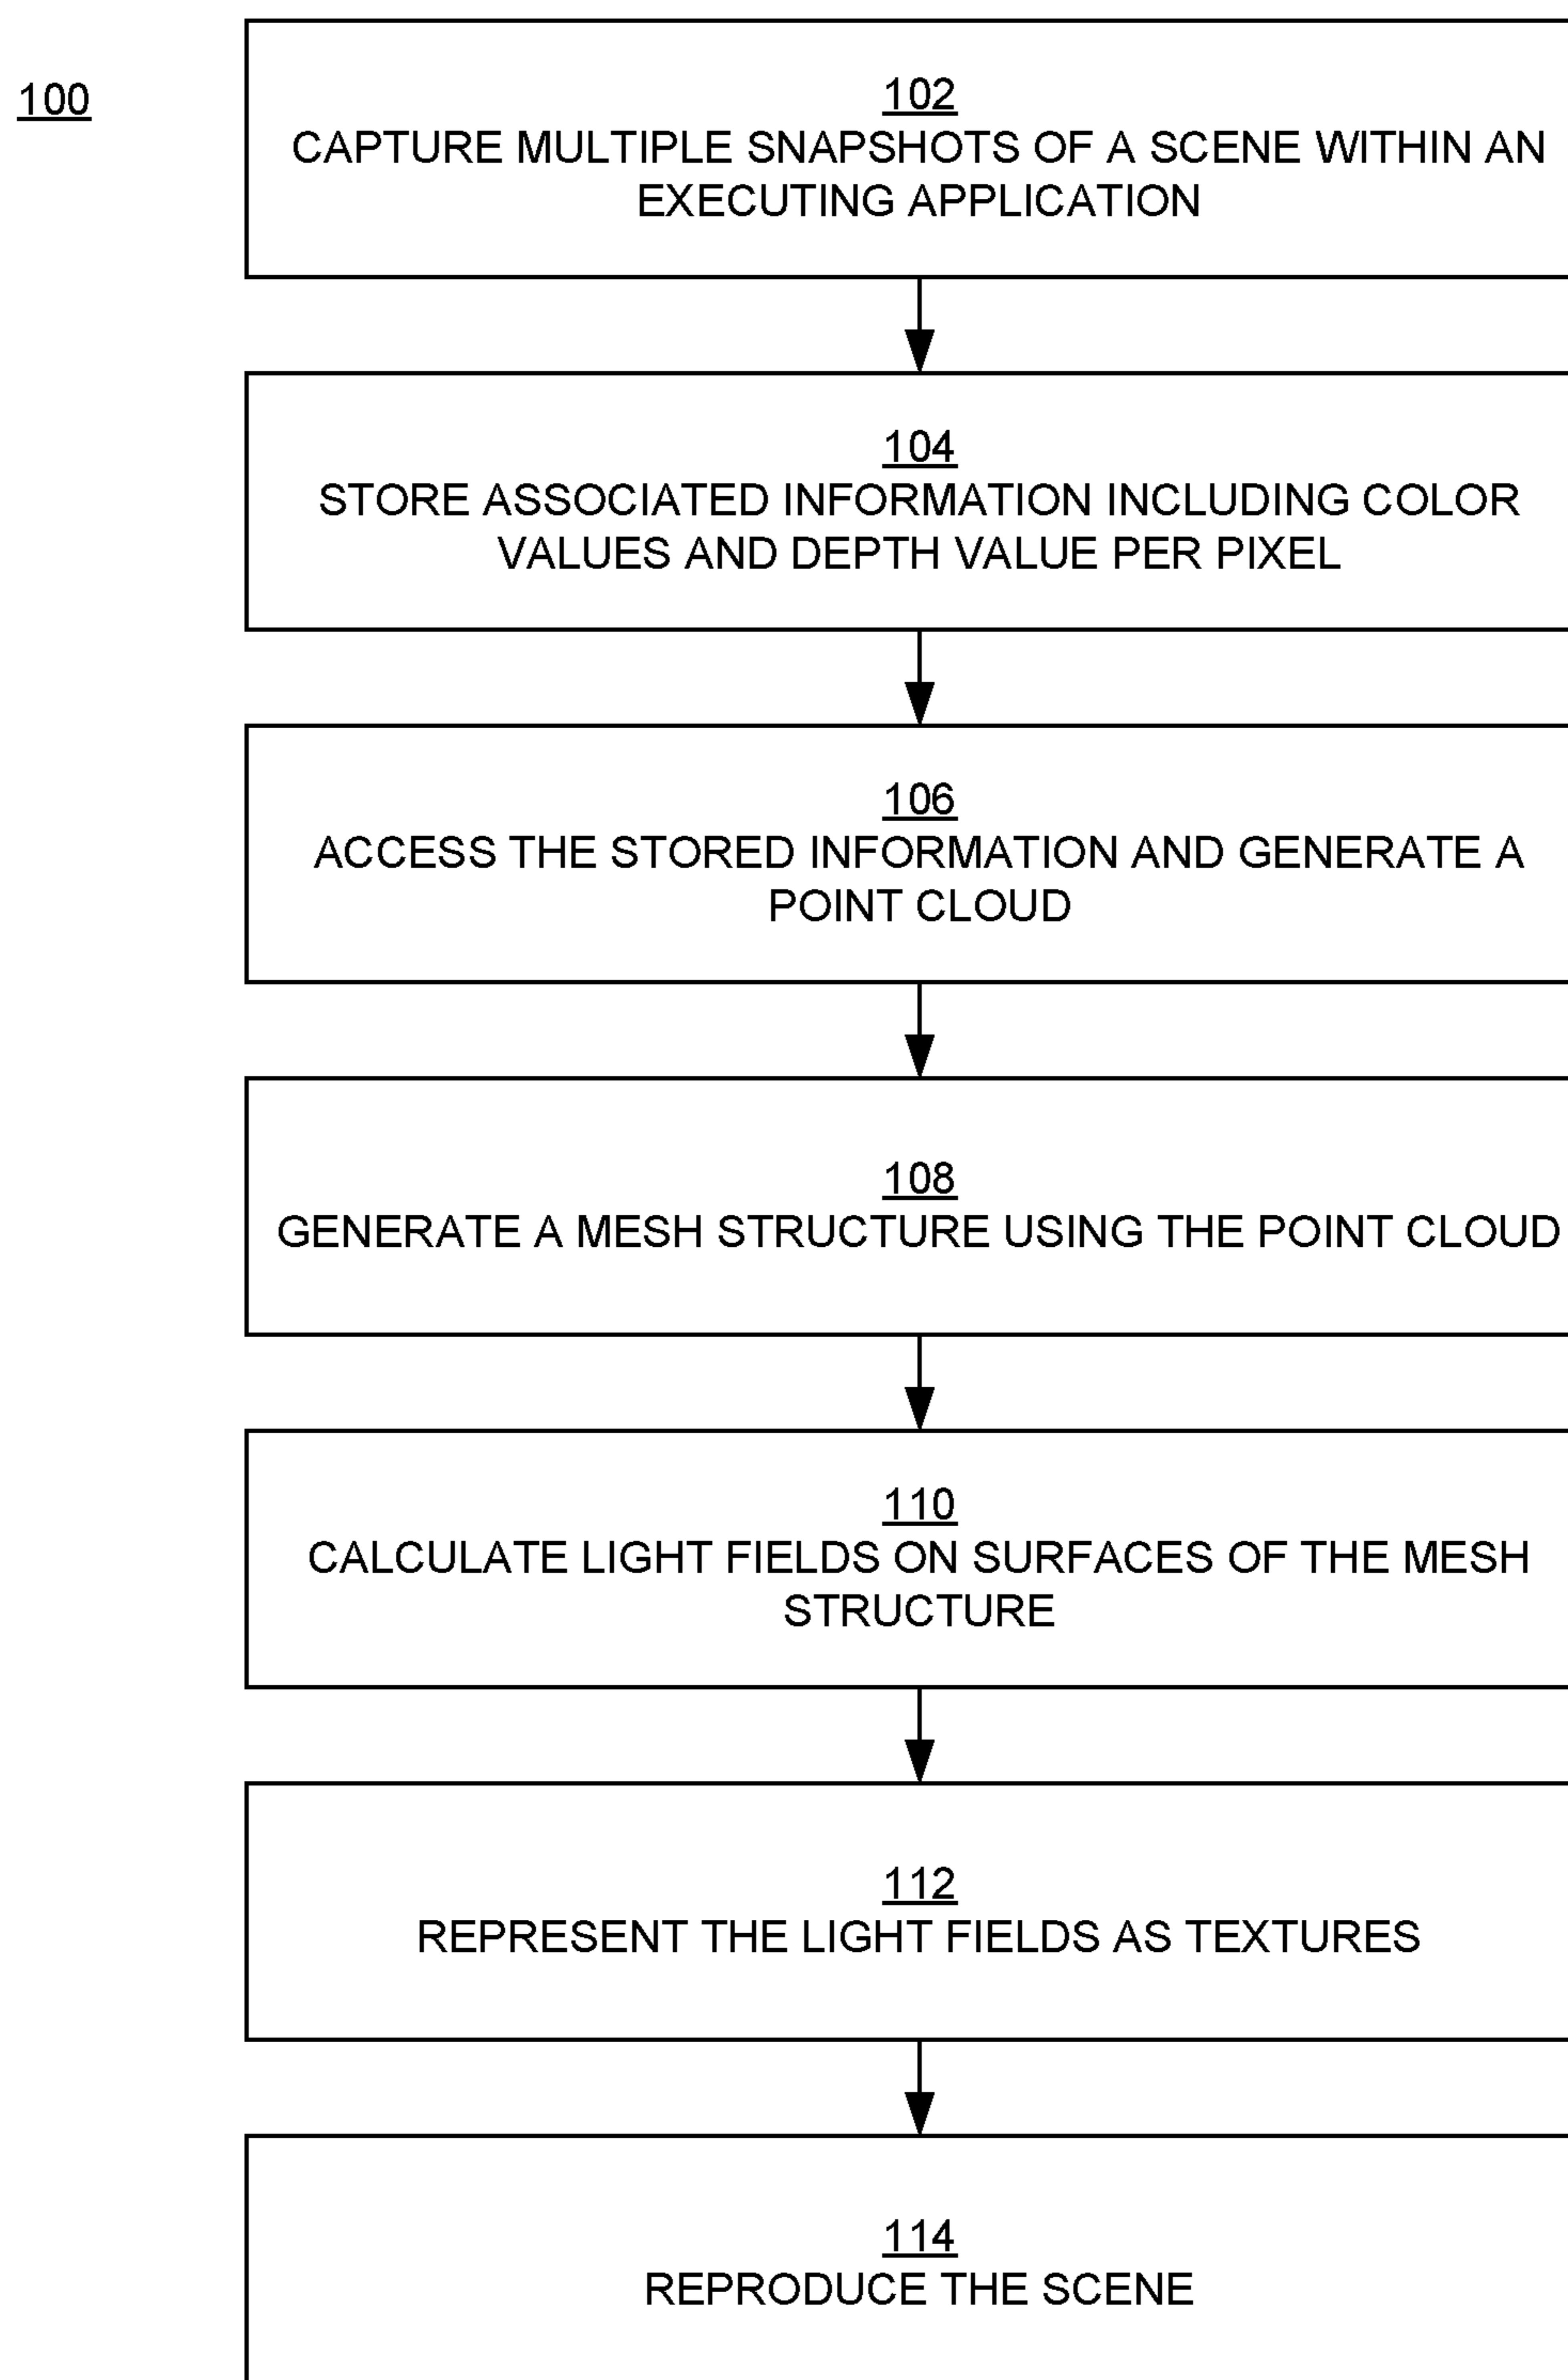 100
102
CAPTURE MULTIPLE SNAPSHOTS OF A SCENE WITHIN AN
EXECUTING APPLICATION
104
STORE ASSOCIATED INFORMATION INCLUDING COLOR
VALUES AND DEPTH VALUE PER PIXEL
106
ACCESS THE STORED INFORMATION AND GENERATE A
POINT CLOUD
108
GENERATE A MESH STRUCTURE USING THE POINT CLOUD
110
CALCULATE LIGHT FIELDS ON SURFACES OF THE MESH
STRUCTURE
112
REPRESENT THE LIGHT FIELDS AS TEXTURES
114
REPRODUCE THE SCENE